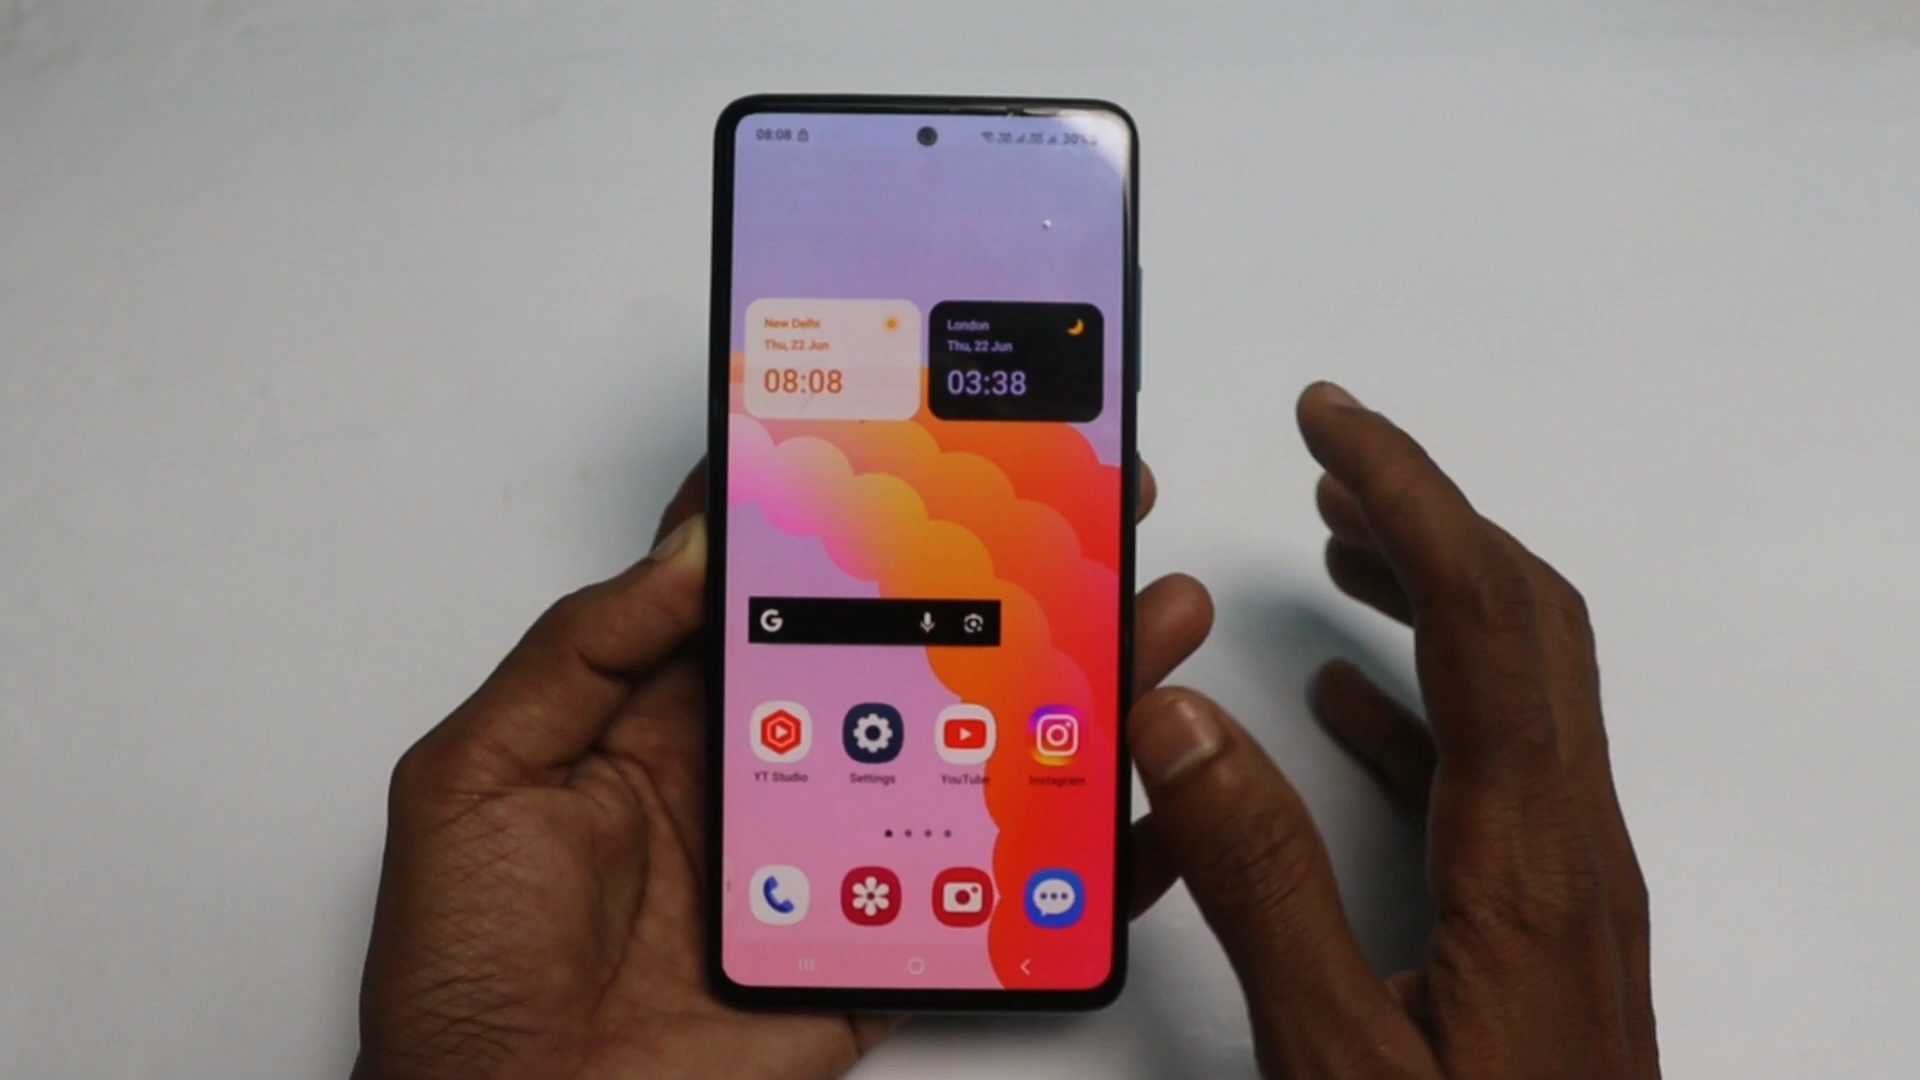 08:08
30%
New Delhi
Thu, 22 Jun
08:08
London
Thu, 22 Jun
03:38
G
YT Studio
Settings
YouTube
Instagram